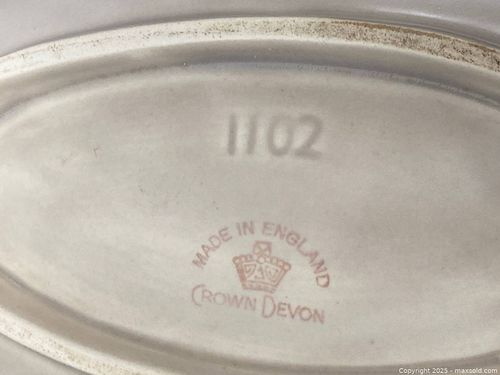 1102
MADE IN ENGLAND
CROWN DEVON
Copyright 2025 - maxsold.com